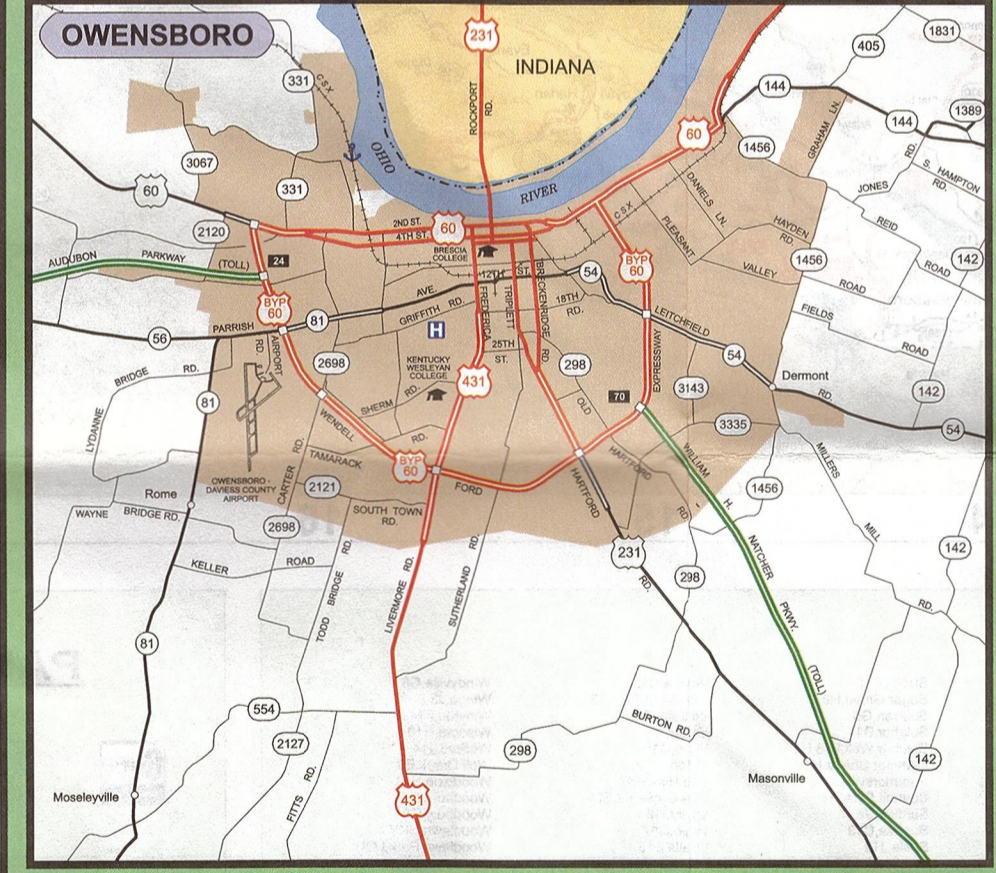 OWENSBORO
231
INDIANA
ROCKPORT
RD.
1831
405
144
GRAHAM LN.
144
1389
331
CSX
OHIO
RIVER
60
1456
3067
331
60
2120
2ND ST.
4TH ST.
60
BRESCIA
COLLEGE
CSX
DANIELS LN.
PLEASANT
VALLEY
ROAD
HAYDEN
RD.
JONES
RD.
S. HAMPTON
RD.
REID
ROAD
1456
142
AUDUBON
PARKWAY
(TOLL)
24
BYP
60
12TH
ST.
54
BYP
60
AVE.
FREDERICA
TRIPLETT
BRECKENRIDGE
RD.
18TH
RD.
LEITCHFIELD
FIELDS
ROAD
GRIFFITH RD.
81
PARRISH
56
H
25TH
ST.
298
EXPRESSWAY
54
Dermont
RD.
142
54
AIRPORT
RD.
2698
KENTUCKY
WESLEYAN
COLLEGE
431
BRIDGE RD.
81
LYDANNE
SHERM RD.
OLD
HARTFORD
RD.
70
3143
3335
WENDELL
FORD
RD.
BYP
60
TAMARACK
2121
CARTER RD.
OWENSBORO -
DAVIESS COUNTY
AIRPORT
SOUTH TOWN
RD.
Rome
WAYNE
BRIDGE RD.
2698
KELLER
ROAD
TODD BRIDGE RD.
LIVERMORE RD.
SUTHERLAND RD.
HARTFORD
231
RD.
WILLIAM H. NATCHER PKWY.
(TOLL)
1456
MILLERS
MILL
RD.
142
298
81
554
2127
FITTS RD.
298
BURTON RD.
Masonville
142
Moseleyville
431